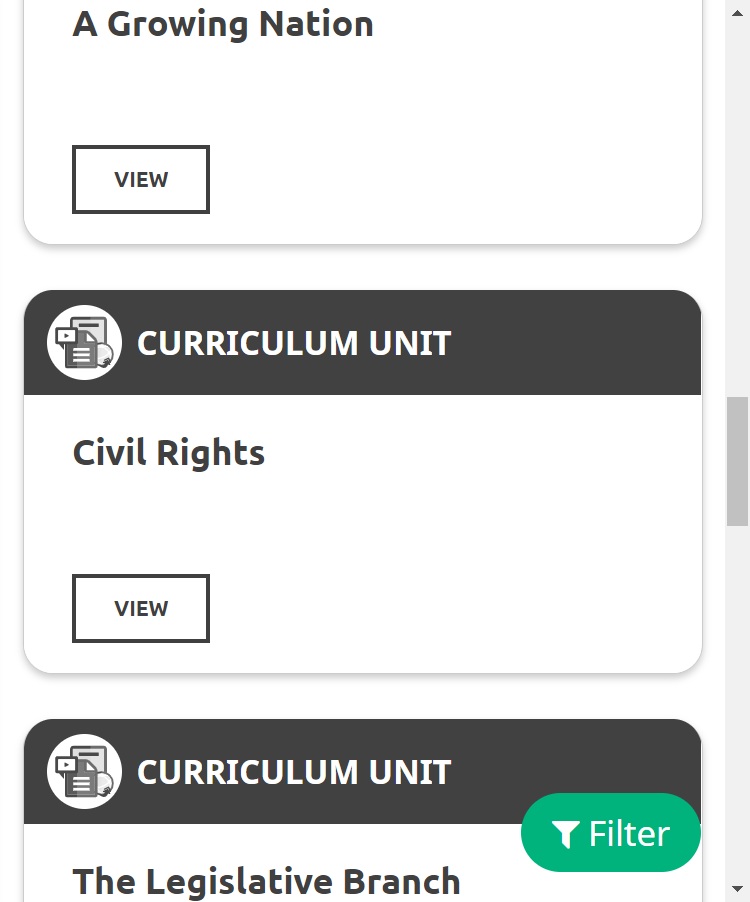 A Growing Nation
VIEW
CURRICULUM UNIT
Civil Rights
VIEW
CURRICULUM UNIT
Filter
The Legislative Branch